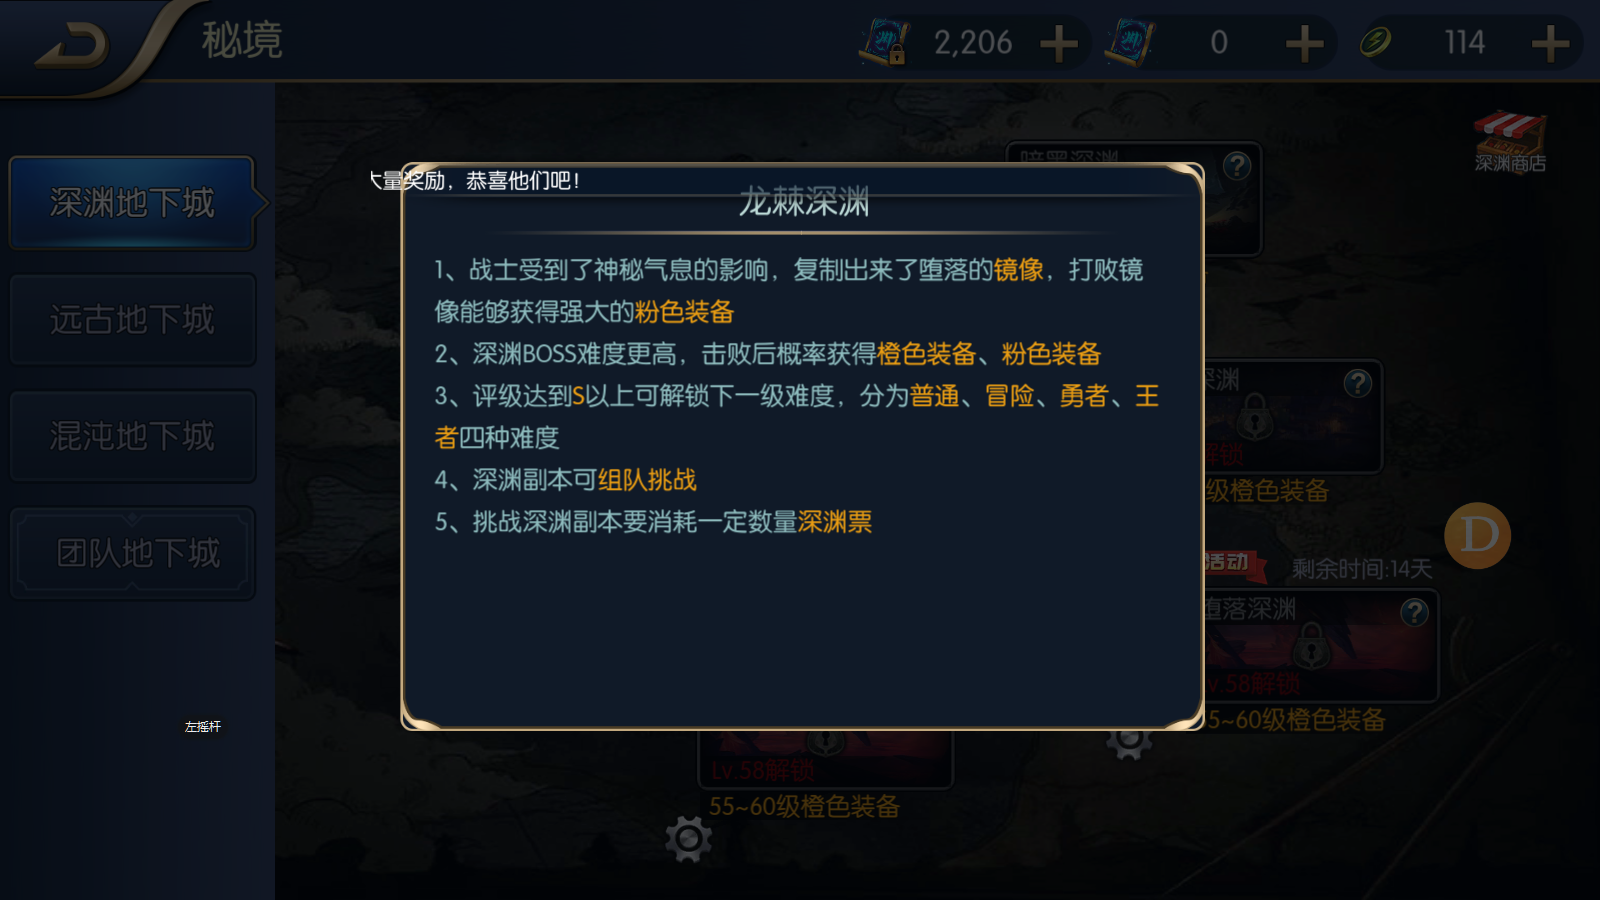 秘境
2,206
0
114
深渊商店
深渊地下城
远古地下城
混沌地下城
团队地下城
左摇杆
暗黑深渊
量奖励，恭喜他们吧！
龙棘深渊
1、战士受到了神秘气息的影响，复制出来了堕落的镜像，打败镜
像能够获得强大的粉色装备
2、深渊BOSS难度更高，击败后概率获得橙色装备、粉色装备
3、评级达到S以上可解锁下一级难度，分为普通、冒险、勇者、王
者四种难度
4、深渊副本可组队挑战
5、挑战深渊副本要消耗一定数量深渊票
深渊
解锁
级橙色装备
活动
剩余时间:14天
D
堕落深渊
v.58解锁
5~60级橙色装备
Lv.58解锁
55~60级橙色装备